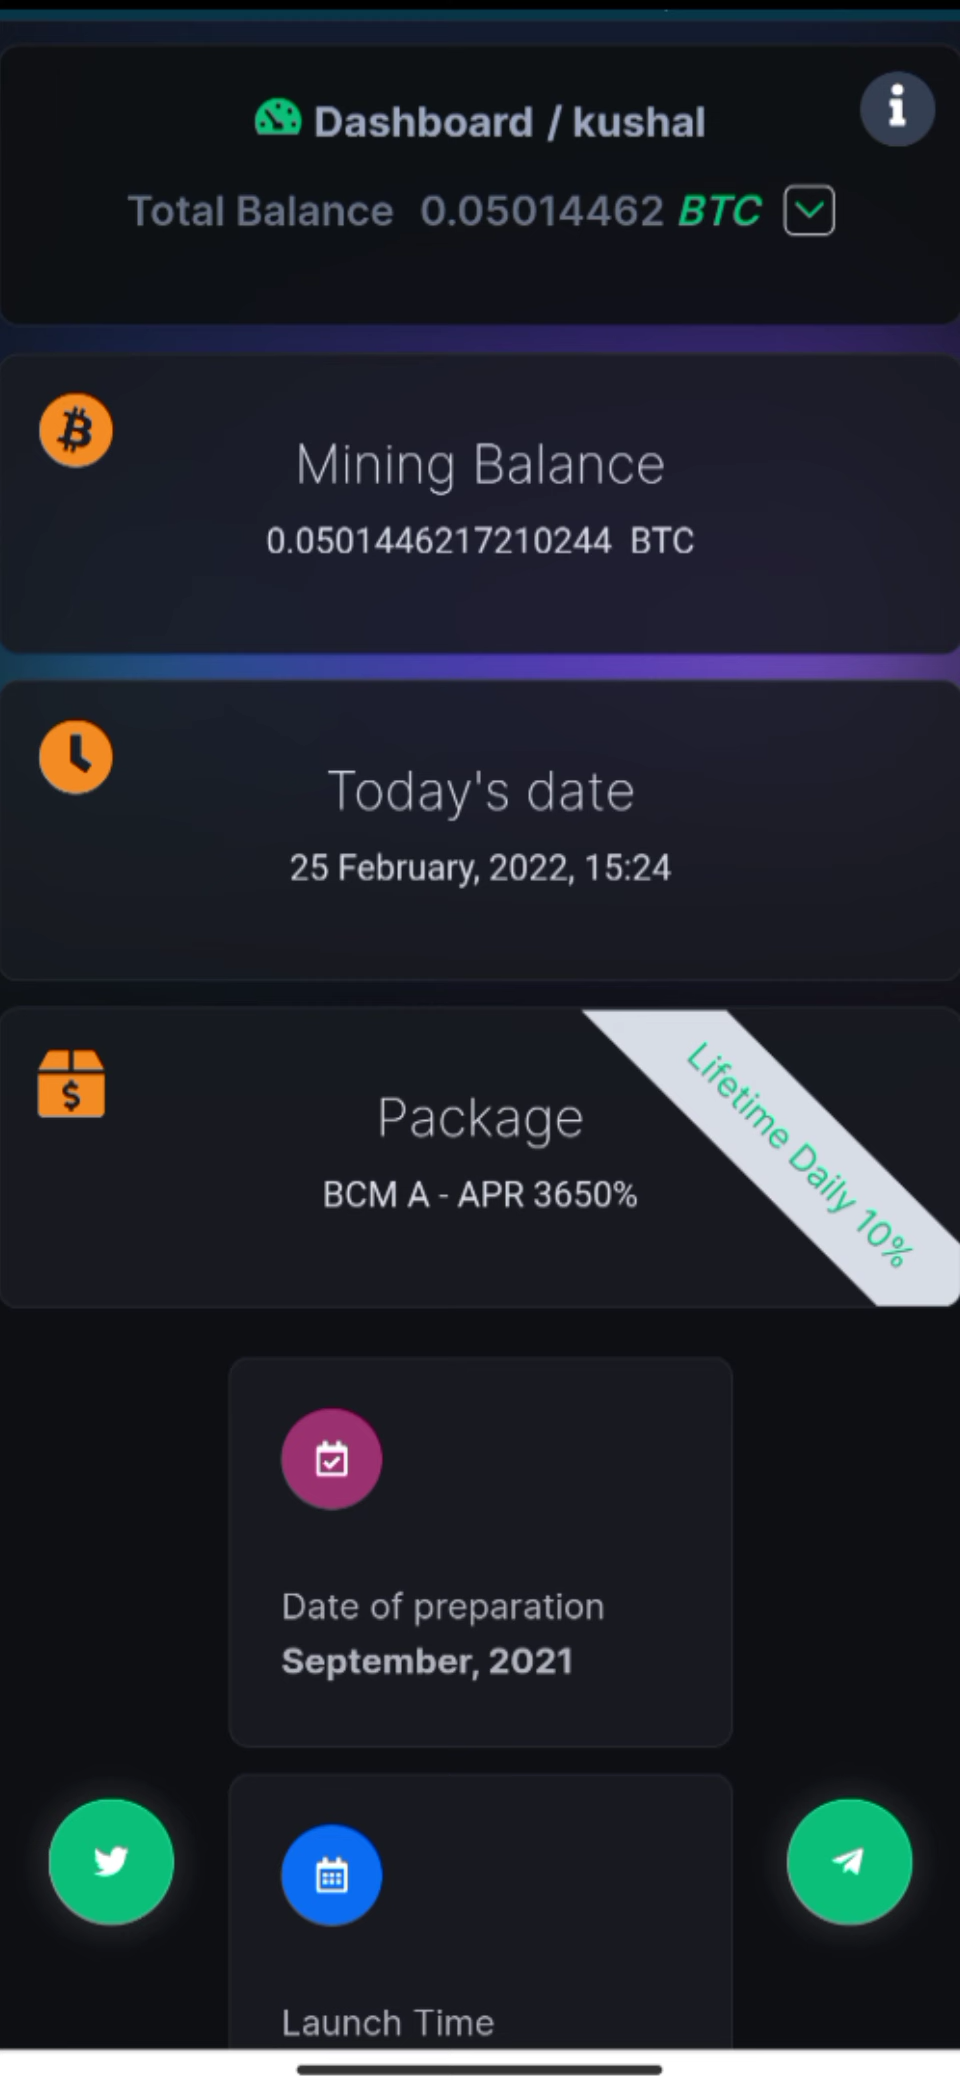 Dashboard / kushal
Total Balance 0.05014462 BTC
Mining Balance
0.0501446217210244 BTC
Today's date
25 February, 2022, 15:24
Package
BCM A - APR 3650%
Lifetime Daily 10%
Date of preparation
September, 2021
Launch Time